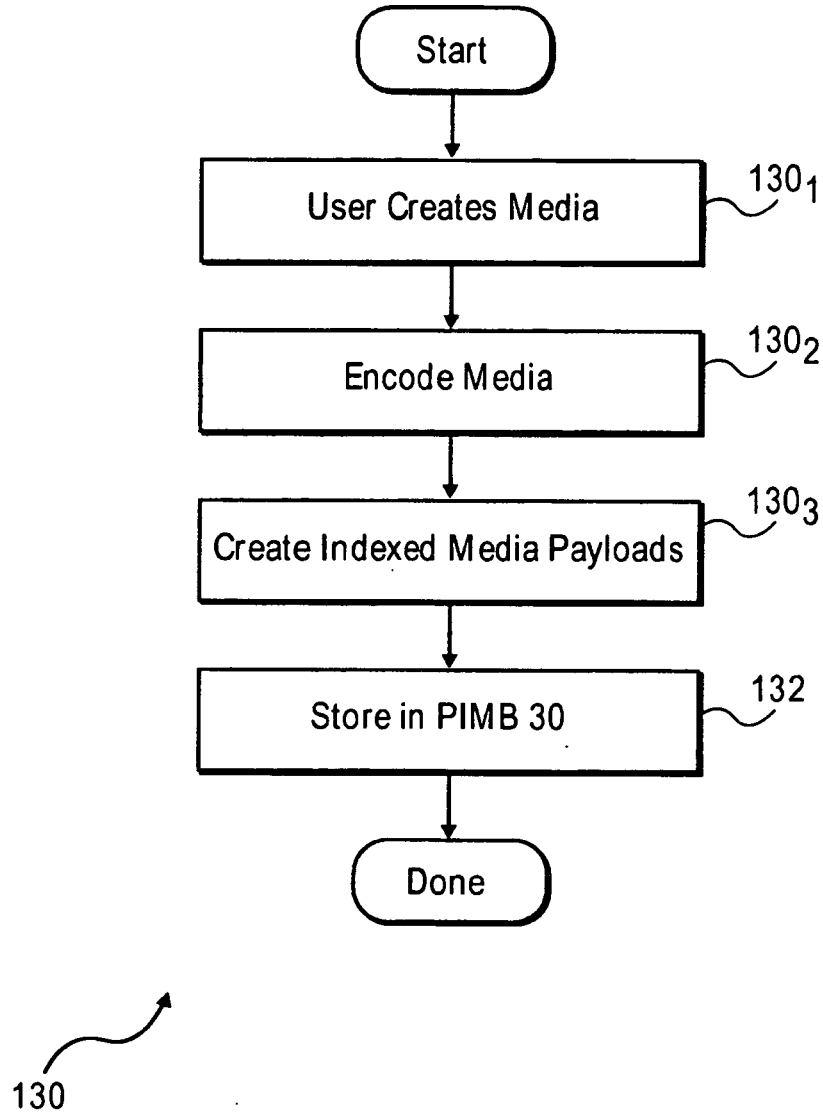 Start
User Creates Media
130₁
Encode Media
130₂
Create Indexed Media Payloads
130₃
Store in PIMB 30
132
Done
130